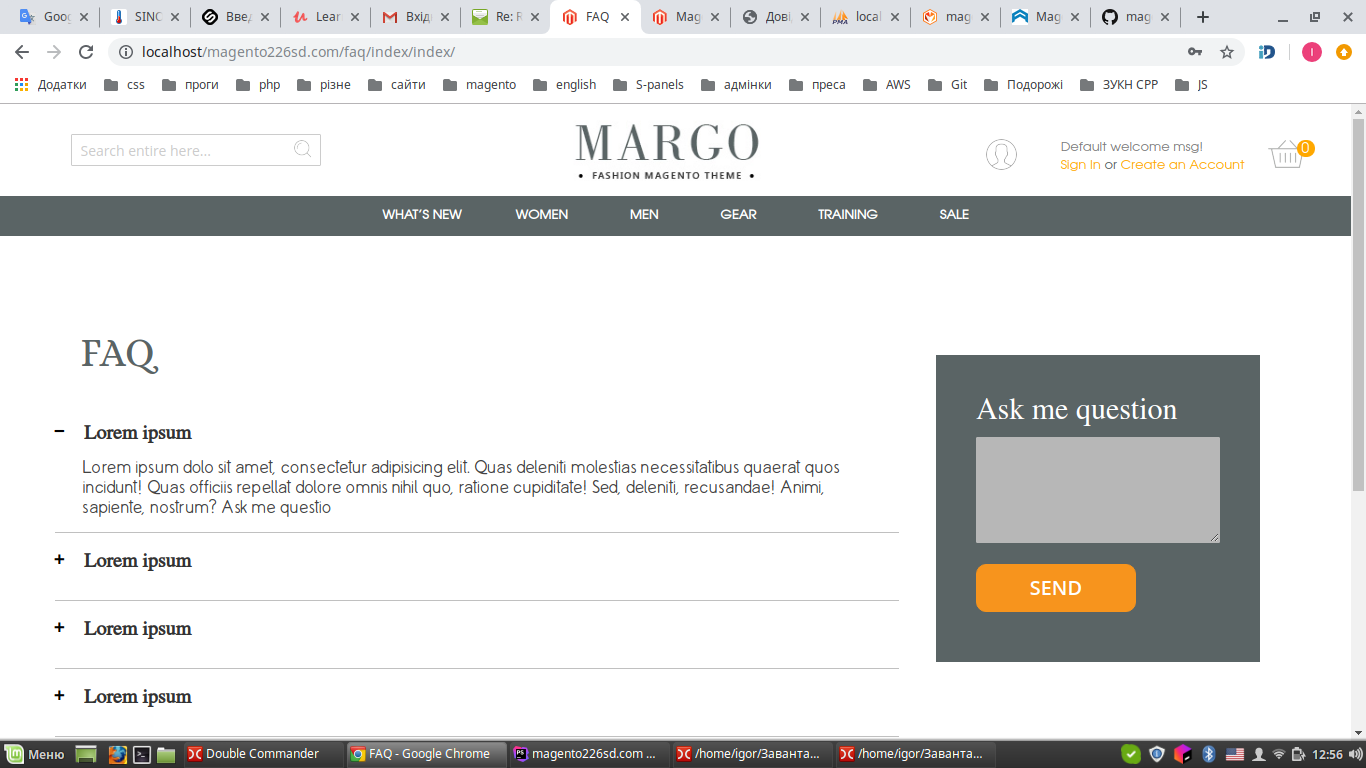 Goog
SINC
Введ
Lear
Вхід
Re: R
FAQ
Mag
Дові
local
mag
Mag
mag
localhost/magento226sd.com/faq/index/index/
I
Додатки
css
проги
php
різне
сайти
magento
english
S-panels
адмінки
преса
AWS
Git
Подорожі
ЗУКН СРР
JS
Search entire here...
MARGO
• FASHION MAGENTO THEME •
Default welcome msg!
Sign In or Create an Account
0
WHAT'S NEW
WOMEN
MEN
GEAR
TRAINING
SALE
FAQ
− Lorem ipsum
Lorem ipsum dolo sit amet, consectetur adipisicing elit. Quas deleniti molestias necessitatibus quaerat quos
incidunt! Quas officiis repellat dolore omnis nihil quo, ratione cupiditate! Sed, deleniti, recusandae! Animi,
sapiente, nostrum? Ask me questio
+ Lorem ipsum
+ Lorem ipsum
+ Lorem ipsum
Ask me question
SEND
Меню
Double Commander
FAQ - Google Chrome
magento226sd.com ...
/home/igor/Заванта...
/home/igor/Заванта...
12:56